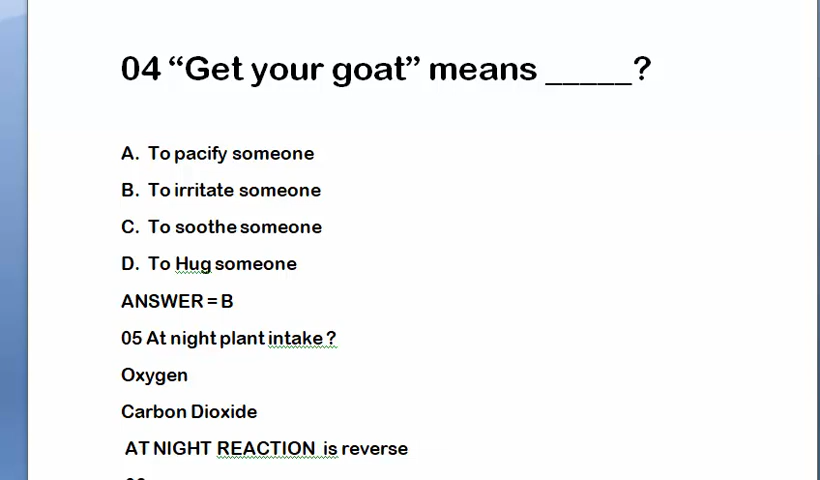 04 “Get your goat” means _____?
A. To pacify someone
B. To irritate someone
C. To soothe someone
D. To Hug someone
ANSWER = B
05 At night plant intake ?
Oxygen
Carbon Dioxide
AT NIGHT REACTION is reverse